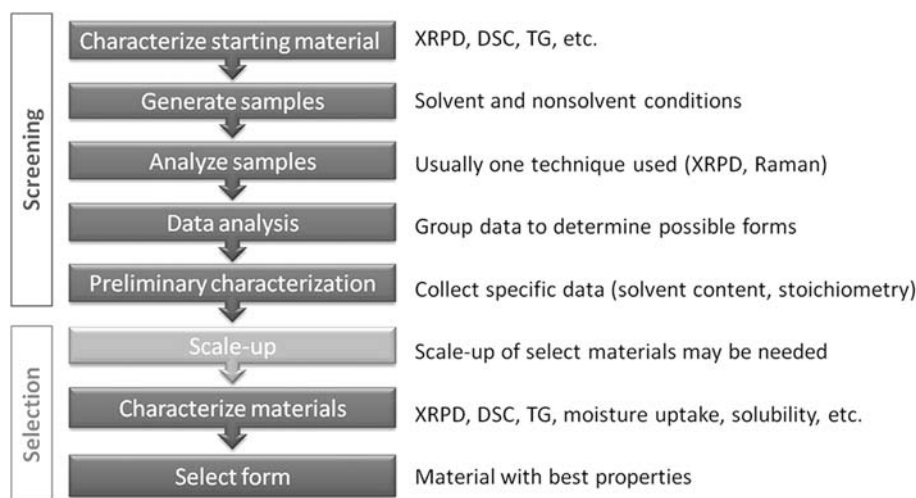 Screening
Characterize starting material
XRPD, DSC, TG, etc.
Generate samples
Solvent and nonsolvent conditions
Analyze samples
Usually one technique used (XRPD, Raman)
Data analysis
Group data to determine possible forms
Preliminary characterization
Collect specific data (solvent content, stoichiometry)
Selection
Scale-up
Scale-up of select materials may be needed
Characterize materials
XRPD, DSC, TG, moisture uptake, solubility, etc.
Select form
Material with best properties